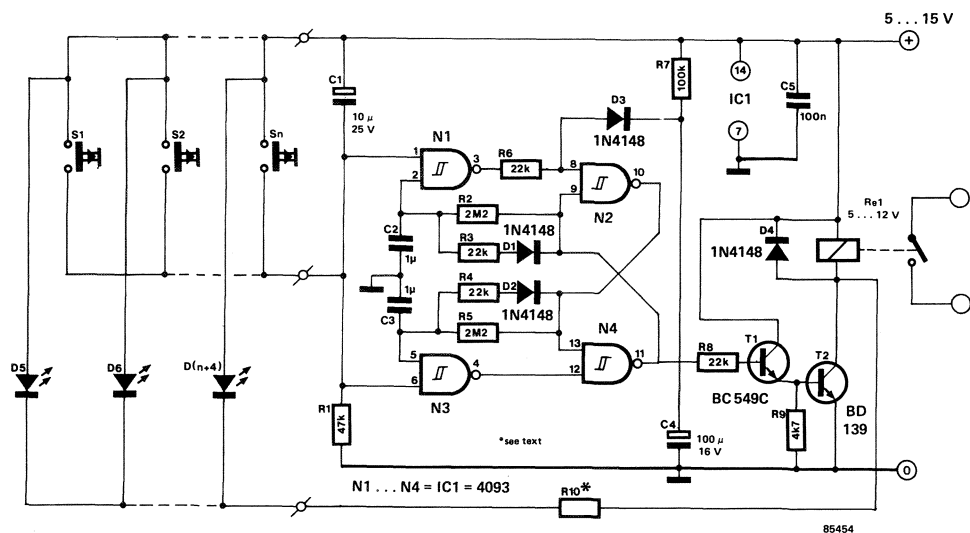 5 . . . 15 V
+
C1
10 µ
25 V
R7
100k
14
IC1
7
C5
100n
D3
1N4148
S1
S2
Sn
N1
1
2
3
R6
22k
8
9
10
N2
R2
2M2
1N4148
R3
22k
D1
C2
1µ
1µ
C3
R4
22k
D2
1N4148
R5
2M2
N4
13
12
11
5
6
4
N3
Re1
5 . . . 12 V
D4
1N4148
R8
22k
T1
BC 549C
T2
BD
139
R9
4k7
D5
D6
D(n+4)
R1
47k
*see text
C4
100 µ
16 V
0
N1 . . . N4 = IC1 = 4093
R10*
85454